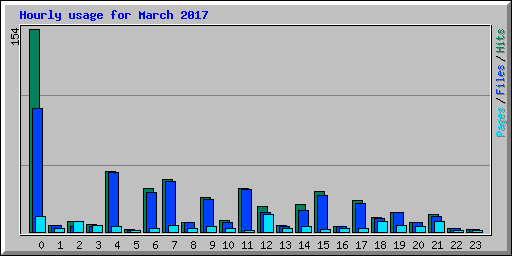 Hourly usage for March 2017
154
Pages/Files/Hits
0 1 2 3 4 5 6 7 8 9 10 11 12 13 14 15 16 17 18 19 20 21 22 23